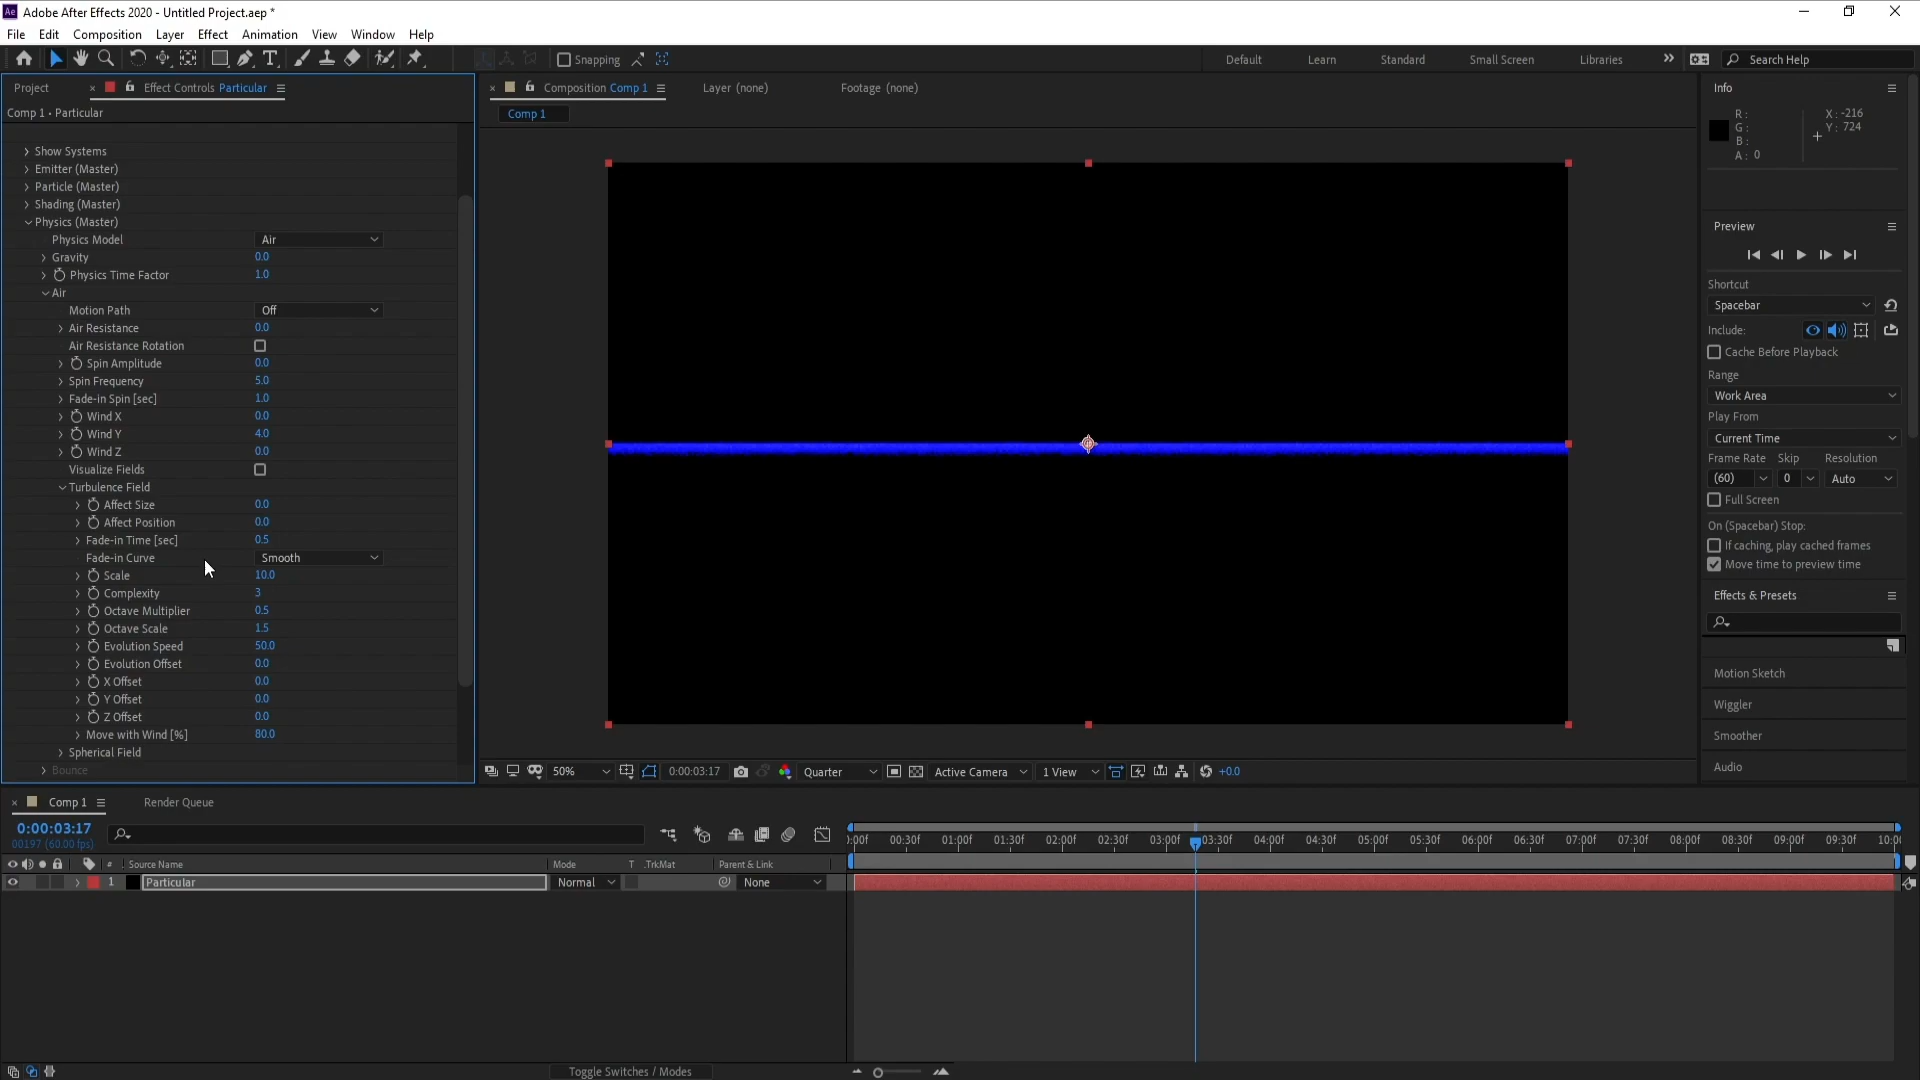 Ae Adobe After Effects 2020 - Untitled Project.aep *
File Edit Composition Layer Effect Animation View Window Help
Snapping Default Learn Standard Small Screen Libraries Search Help
Project Effect Controls Particular
Comp 1 • Particular
Show Systems
Emitter (Master)
Particle (Master)
Shading (Master)
Physics (Master)
Physics Model Air
Gravity 0.0
Physics Time Factor 1.0
Air
Motion Path Off
Air Resistance 0.0
Air Resistance Rotation
Spin Amplitude 0.0
Spin Frequency 5.0
Fade-in Spin [sec] 1.0
Wind X 0.0
Wind Y 4.0
Wind Z 0.0
Visualize Fields
Turbulence Field
Affect Size 0.0
Affect Position 0.0
Fade-in Time [sec] 0.5
Fade-in Curve Smooth
Scale 10.0
Complexity 3
Octave Multiplier 0.5
Octave Scale 1.5
Evolution Speed 50.0
Evolution Offset 0.0
X Offset 0.0
Y Offset 0.0
Z Offset 0.0
Move with Wind [%] 80.0
Spherical Field
Bounce
Composition Comp 1 Layer (none) Footage (none)
Comp 1
50% 0:00:03:17 Quarter Active Camera 1 View +0.0
Info
R: X: -216
G: Y: 724
B:
A: 0
Preview
Shortcut
Spacebar
Include:
Cache Before Playback
Range
Work Area
Play From
Current Time
Frame Rate Skip Resolution
(60) 0 Auto
Full Screen
On (Spacebar) Stop:
If caching, play cached frames
Move time to preview time
Effects & Presets
Motion Sketch
Wiggler
Smoother
Audio
Comp 1 Render Queue
0:00:03:17
00197 (60.00 fps)
:00f 00:30f 01:00f 01:30f 02:00f 02:30f 03:00f 03:30f 04:00f 04:30f 05:00f 05:30f 06:00f 06:30f 07:00f 07:30f 08:00f 08:30f 09:00f 09:30f 10:00
# Source Name Mode T .TrkMat Parent & Link
1 Particular Normal None
Toggle Switches / Modes